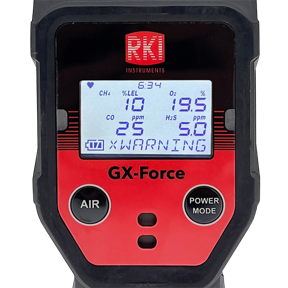 RKI
INSTRUMENTS
6:34
CH₄ %LEL O₂ %
10 19.5
CO ppm H₂S ppm
25 5.0
XWARNING
GX-Force
AIR
POWER
MODE